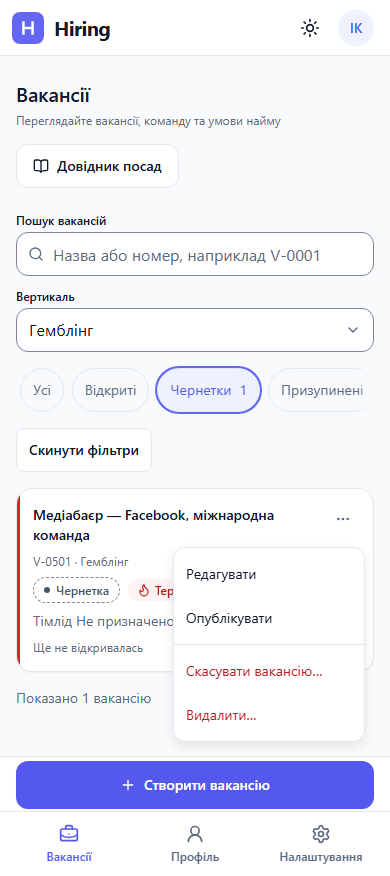 H Hiring
ІК
Вакансії
Переглядайте вакансії, команду та умови найму
Довідник посад
Пошук вакансій
Назва або номер, наприклад V-0001
Вертикаль
Гемблінг
Усі Відкриті Чернетки 1 Призупинені
Скинути фільтри
Медіабаєр — Facebook, міжнародна
команда
V-0501 · Гемблінг
Чернетка
Тімлід Не призначено
Ще не відкривалась
Редагувати
Опублікувати
Скасувати вакансію...
Видалити...
Показано 1 вакансію
+ Створити вакансію
Вакансії Профіль Налаштування